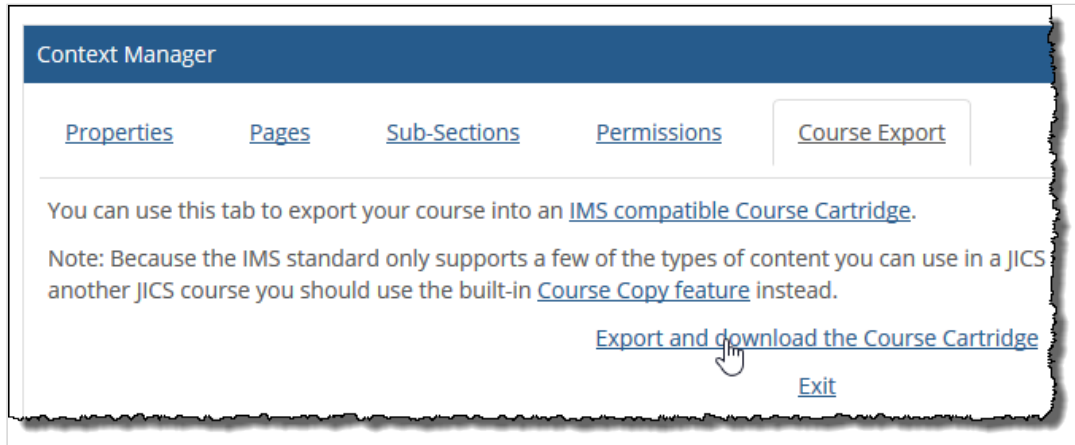 Context Manager
Properties Pages Sub-Sections Permissions Course Export
You can use this tab to export your course into an IMS compatible Course Cartridge.
Note: Because the IMS standard only supports a few of the types of content you can use in a JICS
another JICS course you should use the built-in Course Copy feature instead.
Export and download the Course Cartridge
Exit